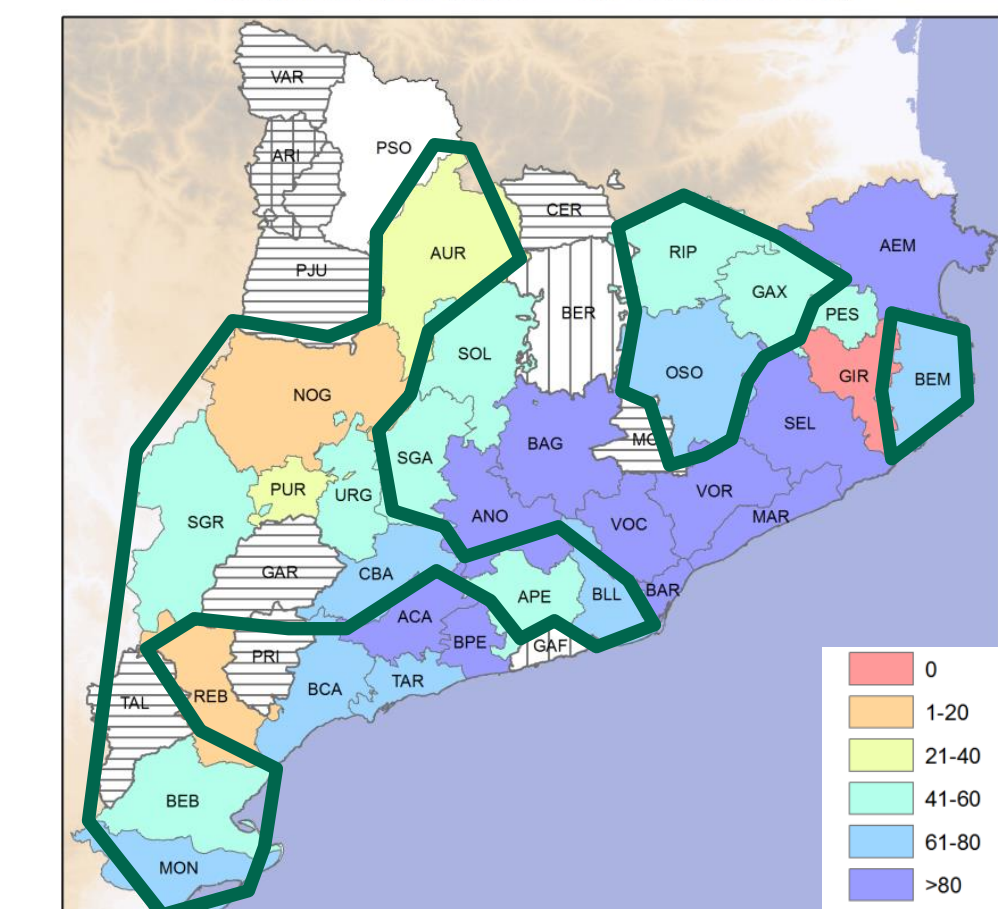 VAR
PSO
ARI
CER
AUR
RIP
AEM
PJU
GAX
BER
PES
SOL
OSO
GIR
BEM
NOG
SEL
MO
BAG
SGA
PUR
URG
VOR
SGR
ANO
VOC
MAR
GAR
CBA
BAR
APE
BLL
ACA
BPE
GAF
PRI
TAR
BCA
REB
TAL
BEB
MON
0
1-20
21-40
41-60
61-80
>80